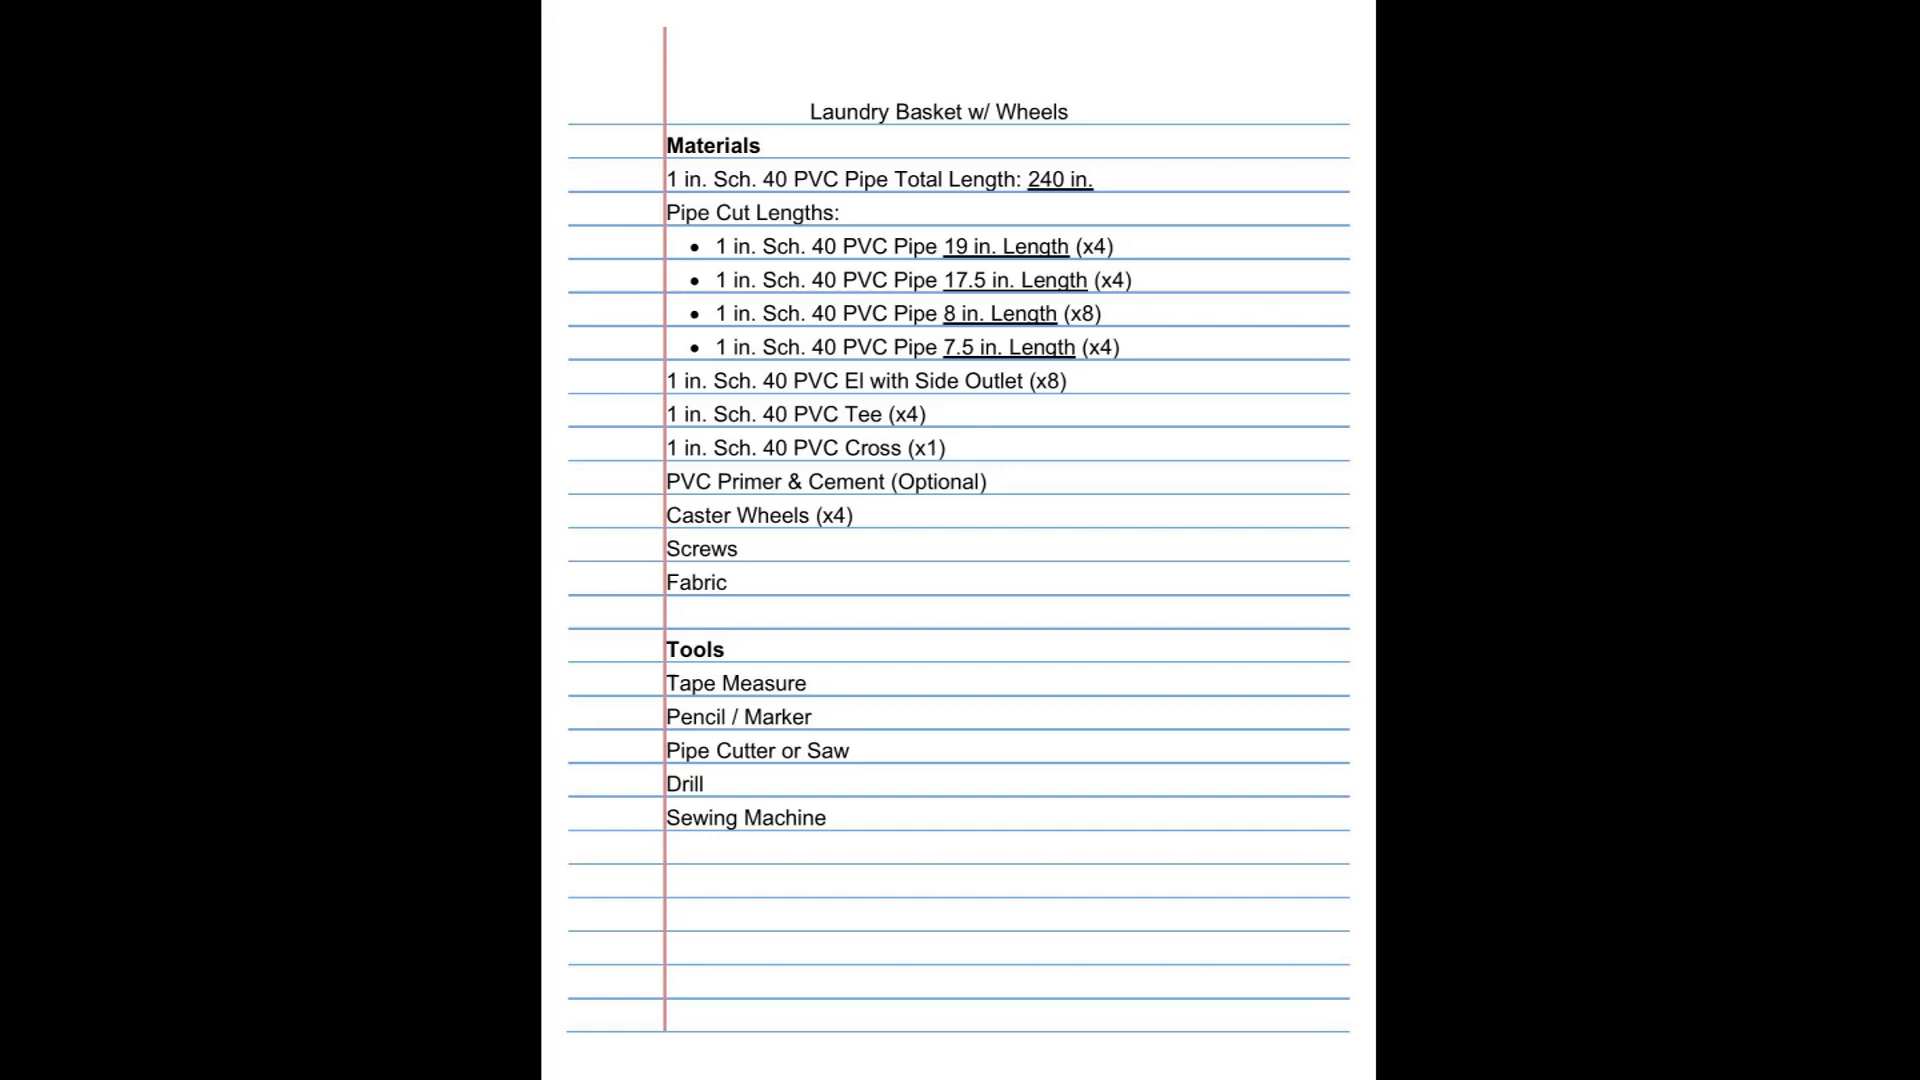 Laundry Basket w/ Wheels
Materials
1 in. Sch. 40 PVC Pipe Total Length: 240 in.
Pipe Cut Lengths:
• 1 in. Sch. 40 PVC Pipe 19 in. Length (x4)
• 1 in. Sch. 40 PVC Pipe 17.5 in. Length (x4)
• 1 in. Sch. 40 PVC Pipe 8 in. Length (x8)
• 1 in. Sch. 40 PVC Pipe 7.5 in. Length (x4)
1 in. Sch. 40 PVC El with Side Outlet (x8)
1 in. Sch. 40 PVC Tee (x4)
1 in. Sch. 40 PVC Cross (x1)
PVC Primer & Cement (Optional)
Caster Wheels (x4)
Screws
Fabric
Tools
Tape Measure
Pencil / Marker
Pipe Cutter or Saw
Drill
Sewing Machine